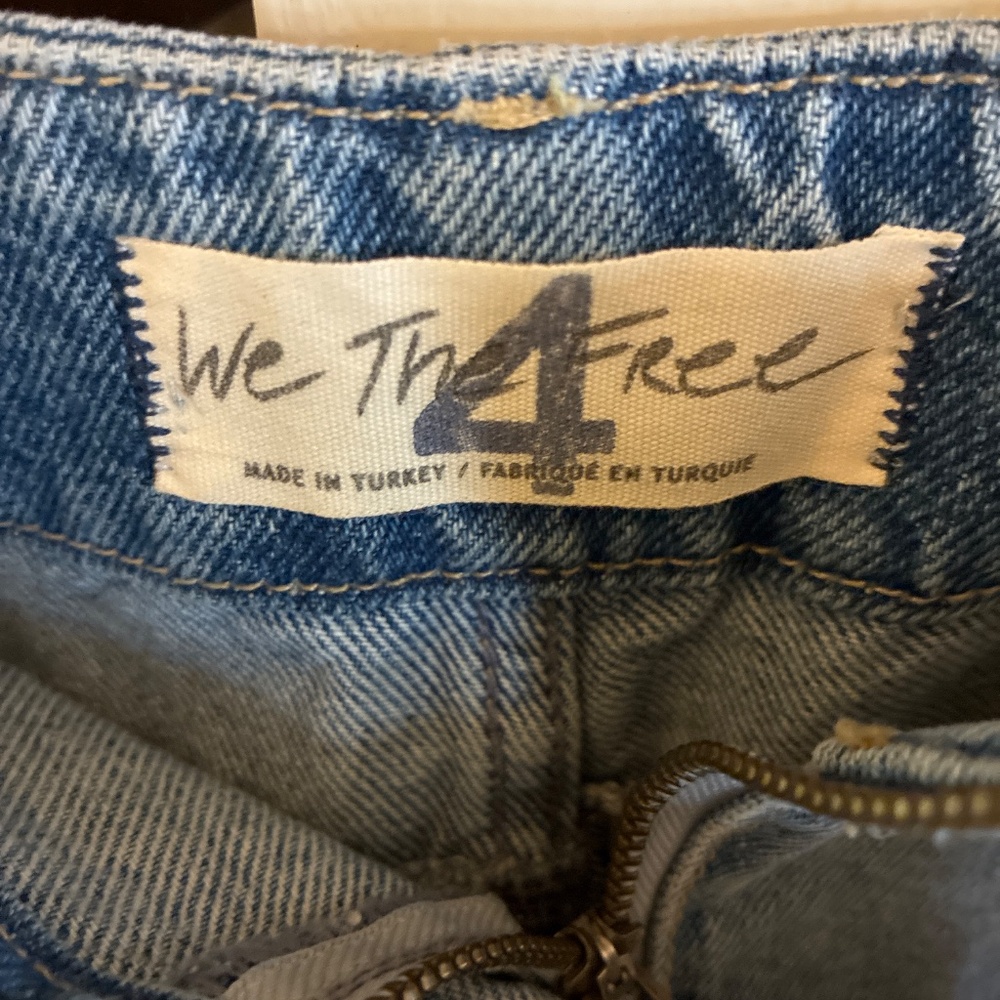 We The Free
4
MADE IN TURKEY / FABRIQUÉ EN TURQUIE